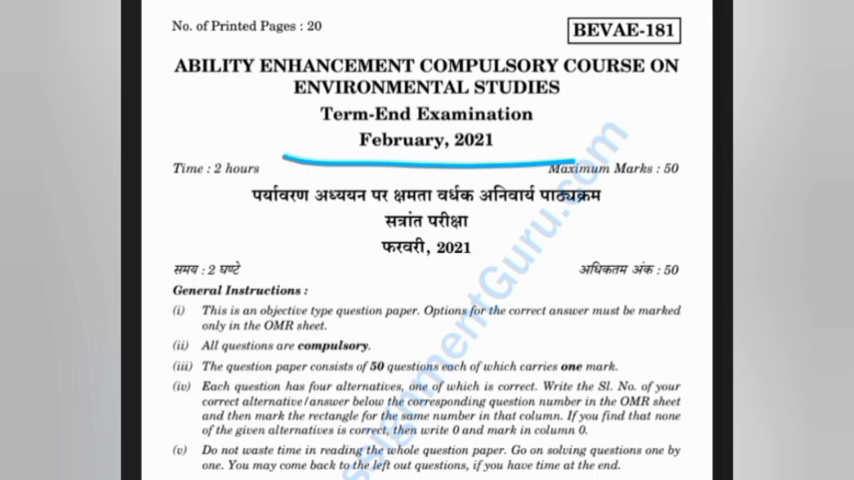 No. of Printed Pages : 20
BEVAE-181
ABILITY ENHANCEMENT COMPULSORY COURSE ON
ENVIRONMENTAL STUDIES
Term-End Examination
February, 2021
Time : 2 hours
Maximum Marks : 50
पर्यावरण अध्ययन पर क्षमता वर्धक अनिवार्य पाठ्यक्रम
सत्रांत परीक्षा
फरवरी, 2021
समय : 2 घण्टे
अधिकतम अंक : 50
General Instructions :
(i) This is an objective type question paper. Options for the correct answer must be marked
only in the OMR sheet.
(ii) All questions are compulsory.
(iii) The question paper consists of 50 questions each of which carries one mark.
(iv) Each question has four alternatives, one of which is correct. Write the Sl. No. of your
correct alternative/answer below the corresponding question number in the OMR sheet
and then mark the rectangle for the same number in that column. If you find that none
of the given alternatives is correct, then write 0 and mark in column 0.
(v) Do not waste time in reading the whole question paper. Go on solving questions one by
one. You may come back to the left out questions, if you have time at the end.
ssignmentGuru.com